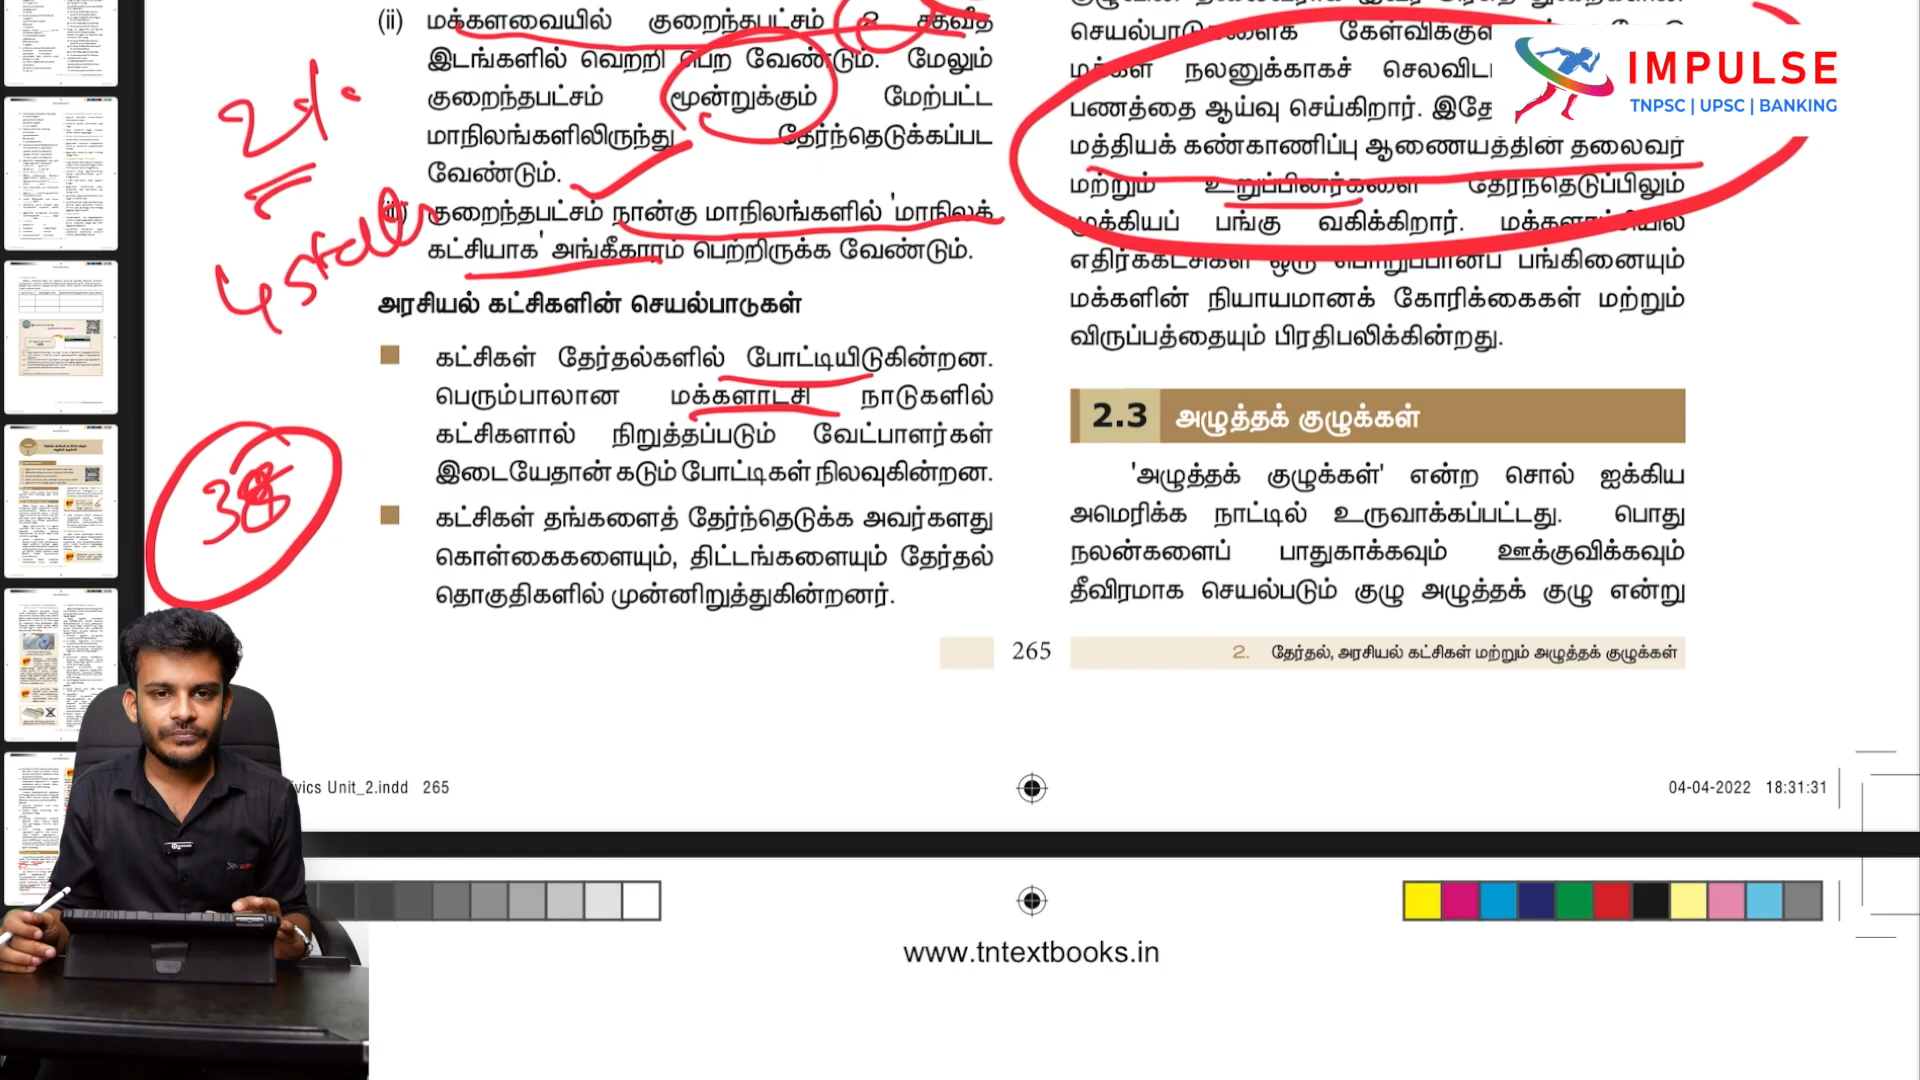 (ii) மக்களவையில் குறைந்தபட்சம் 2 சதவீத
இடங்களில் வெற்றி பெற வேண்டும். மேலும்
குறைந்தபட்சம் மூன்றுக்கும் மேற்பட்ட
மாநிலங்களிலிருந்து தேர்ந்தெடுக்கப்பட
வேண்டும்.
குறைந்தபட்சம் நான்கு மாநிலங்களில் 'மாநிலக்
கட்சியாக' அங்கீகாரம் பெற்றிருக்க வேண்டும்.
2%
4 state
அரசியல் கட்சிகளின் செயல்பாடுகள்
கட்சிகள் தேர்தல்களில் போட்டியிடுகின்றன.
பெரும்பாலான மக்களாட்சி நாடுகளில்
கட்சிகளால் நிறுத்தப்படும் வேட்பாளர்கள்
இடையேதான் கடும் போட்டிகள் நிலவுகின்றன.
கட்சிகள் தங்களைத் தேர்ந்தெடுக்க அவர்களது
கொள்கைகளையும், திட்டங்களையும் தேர்தல்
தொகுதிகளில் முன்னிறுத்துகின்றனர்.
செயல்பாடுகளைக்
மக்கள் நலனுக்காகச்
பணத்தை ஆய்வு செய்கிறார்.
மத்தியக் கண்காணிப்பு ஆணையத்தின் தலைவர்
மற்றும் உறுப்பினர்களை தேர்ந்தெடுப்பிலும்
முக்கியப் பங்கு வகிக்கிறார். மக்களாட்சியில்
எதிர்க்கட்சிகள் ஒரு பொறுப்பான பங்கினையும்
மக்களின் நியாயமானக் கோரிக்கைகள் மற்றும்
விருப்பத்தையும் பிரதிபலிக்கின்றது.
IMPULSE
TNPSC | UPSC | BANKING
2.3 அழுத்தக் குழுக்கள்
'அழுத்தக் குழுக்கள்' என்ற சொல் ஐக்கிய
அமெரிக்க நாட்டில் உருவாக்கப்பட்டது. பொது
நலன்களைப் பாதுகாக்கவும் ஊக்குவிக்கவும்
தீவிரமாக செயல்படும் குழு அழுத்தக் குழு என்று
265
2. தேர்தல், அரசியல் கட்சிகள் மற்றும் அழுத்தக் குழுக்கள்
ivics Unit_2.indd 265
04-04-2022 18:31:31
www.tntextbooks.in